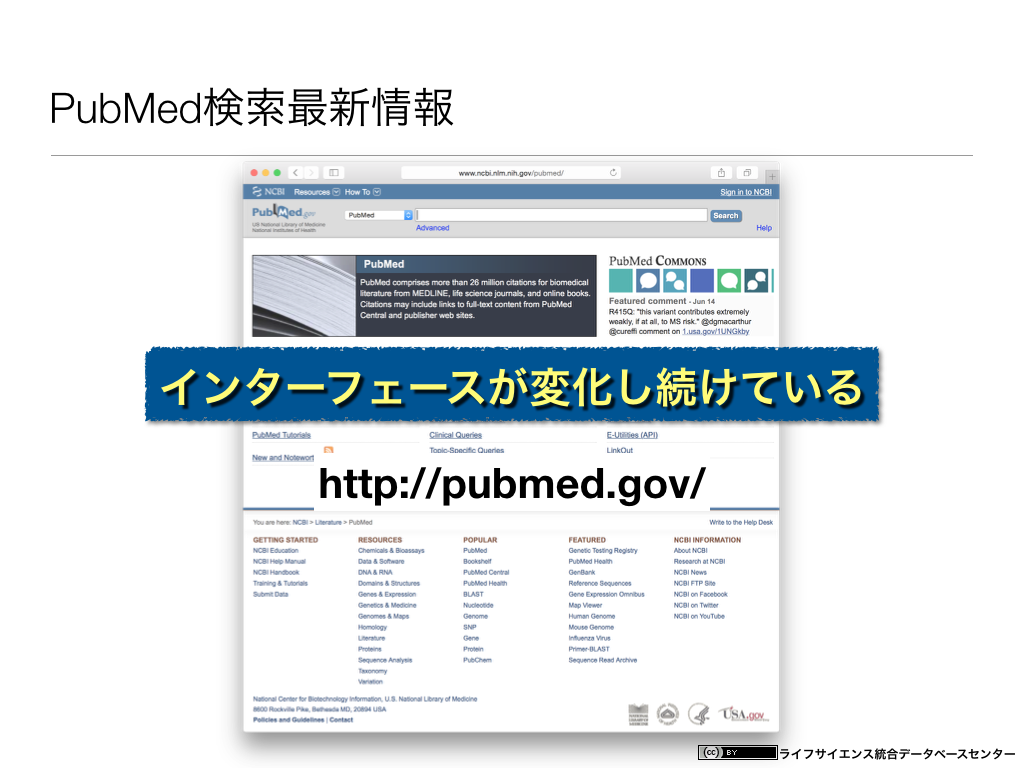 PubMed検索最新情報
www.ncbi.nlm.nih.gov/pubmed/
NCBI Resources How To Sign in to NCBI
PubMed.gov
US National Library of Medicine
National Institutes of Health
PubMed
Search
Advanced
Help
PubMed
PubMed comprises more than 26 million citations for biomedical
literature from MEDLINE, life science journals, and online books.
Citations may include links to full-text content from PubMed
Central and publisher web sites.
PubMed Commons
Featured comment - Jun 14
R415Q: "this variant contributes extremely
weakly, if at all, to MS risk." @dgmacarthur
@cureffi comment on 1.usa.gov/1UNGkby
インターフェースが変化し続けている
PubMed Tutorials
New and Notewort
Clinical Queries
Topic-Specific Queries
E-Utilities (API)
LinkOut
http://pubmed.gov/
You are here: NCBI > Literature > PubMed
Write to the Help Desk
GETTING STARTED
NCBI Education
NCBI Help Manual
NCBI Handbook
Training & Tutorials
Submit Data
RESOURCES
Chemicals & Bioassays
Data & Software
DNA & RNA
Domains & Structures
Genes & Expression
Genetics & Medicine
Genomes & Maps
Homology
Literature
Proteins
Sequence Analysis
Taxonomy
Variation
POPULAR
PubMed
Bookshelf
PubMed Central
PubMed Health
BLAST
Nucleotide
Genome
SNP
Gene
Protein
PubChem
FEATURED
Genetic Testing Registry
PubMed Health
GenBank
Reference Sequences
Gene Expression Omnibus
Map Viewer
Human Genome
Mouse Genome
Influenza Virus
Primer-BLAST
Sequence Read Archive
NCBI INFORMATION
About NCBI
Research at NCBI
NCBI News
NCBI FTP Site
NCBI on Facebook
NCBI on Twitter
NCBI on YouTube
National Center for Biotechnology Information, U.S. National Library of Medicine
8600 Rockville Pike, Bethesda MD, 20894 USA
Policies and Guidelines | Contact
USA.gov
cc BY ライフサイエンス統合データベースセンター